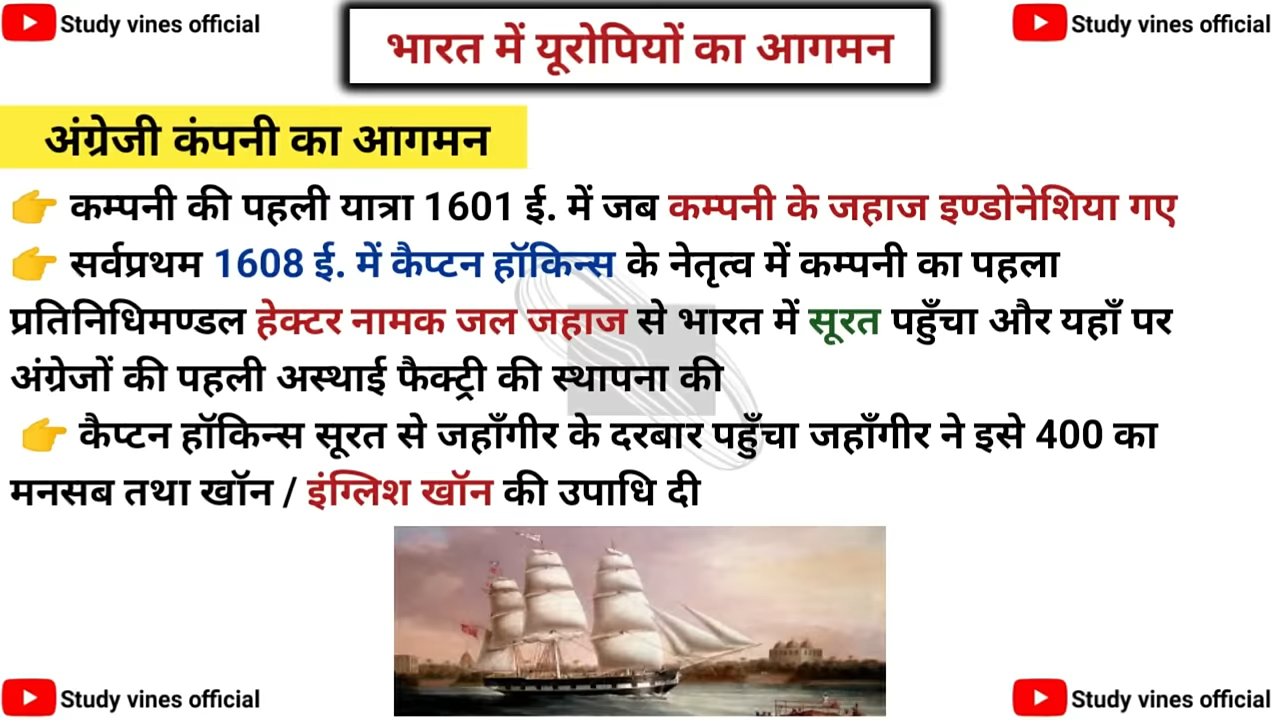 Study vines official
भारत में यूरोपियों का आगमन
Study vines official
अंग्रेजी कंपनी का आगमन
👉 कम्पनी की पहली यात्रा 1601 ई. में जब कम्पनी के जहाज इण्डोनेशिया गए
👉 सर्वप्रथम 1608 ई. में कैप्टन हॉकिन्स के नेतृत्व में कम्पनी का पहला
प्रतिनिधिमण्डल हेक्टर नामक जल जहाज से भारत में सूरत पहुँचा और यहाँ पर
अंग्रेजों की पहली अस्थाई फैक्ट्री की स्थापना की
👉 कैप्टन हॉकिन्स सूरत से जहाँगीर के दरबार पहुँचा जहाँगीर ने इसे 400 का
मनसब तथा खॉन / इंग्लिश खॉन की उपाधि दी
Study vines official
Study vines official